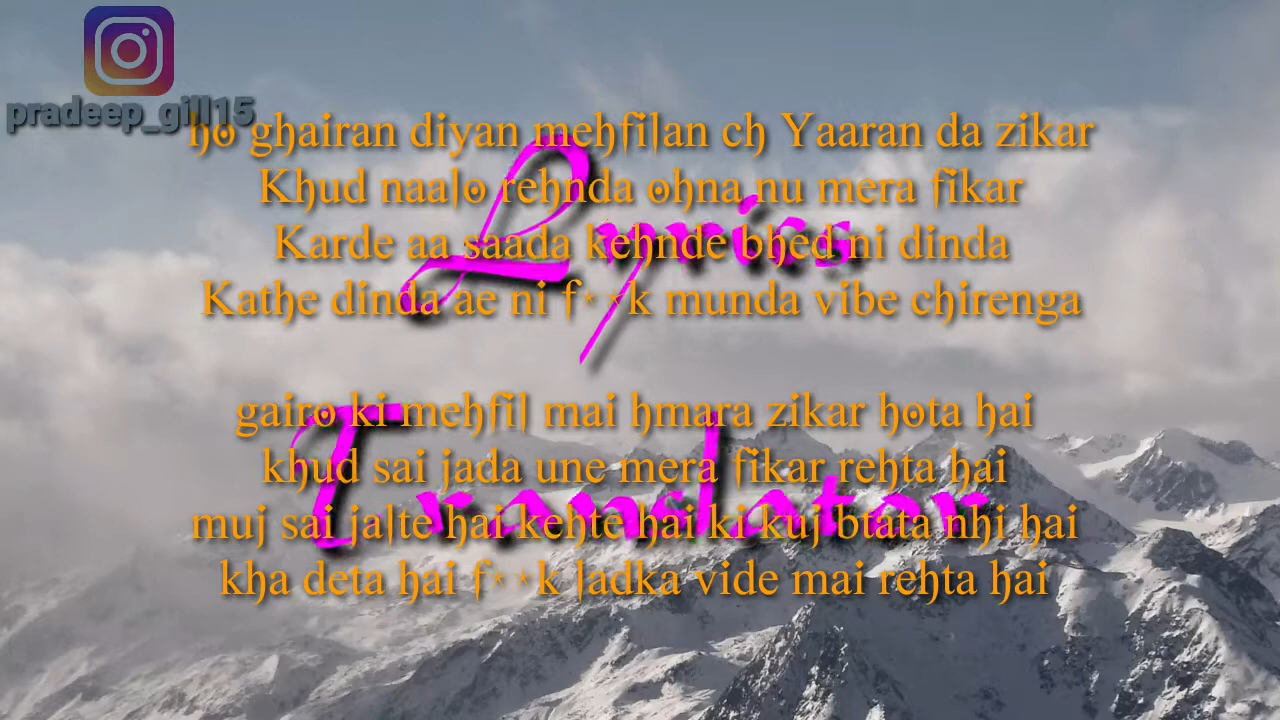 pradeep_gill15
ho ghairan diyan mehfilan ch Yaaran da zikar
Khud naalo rehnda ohna nu mera fikar
Karde aa saada kehnde bhed ni dinda
Kathe dinda ae ni f**k munda vibe ch renga
Lyrics
gairo ki mehfil mai hmara zikar hota hai
khud sai jada une mera fikar rehta hai
muj sai jalte hai kehte hai ki kuj btata nhi hai
kha deta hai f**k ladka vide mai rehta hai
Translater